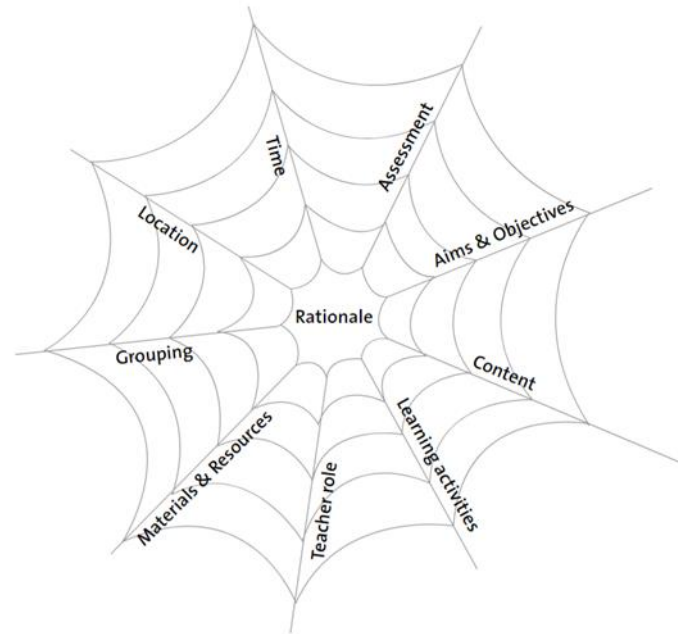 Time
Assessment
Location
Aims & Objectives
Rationale
Grouping
Content
Learning activities
Materials & Resources
Teacher role